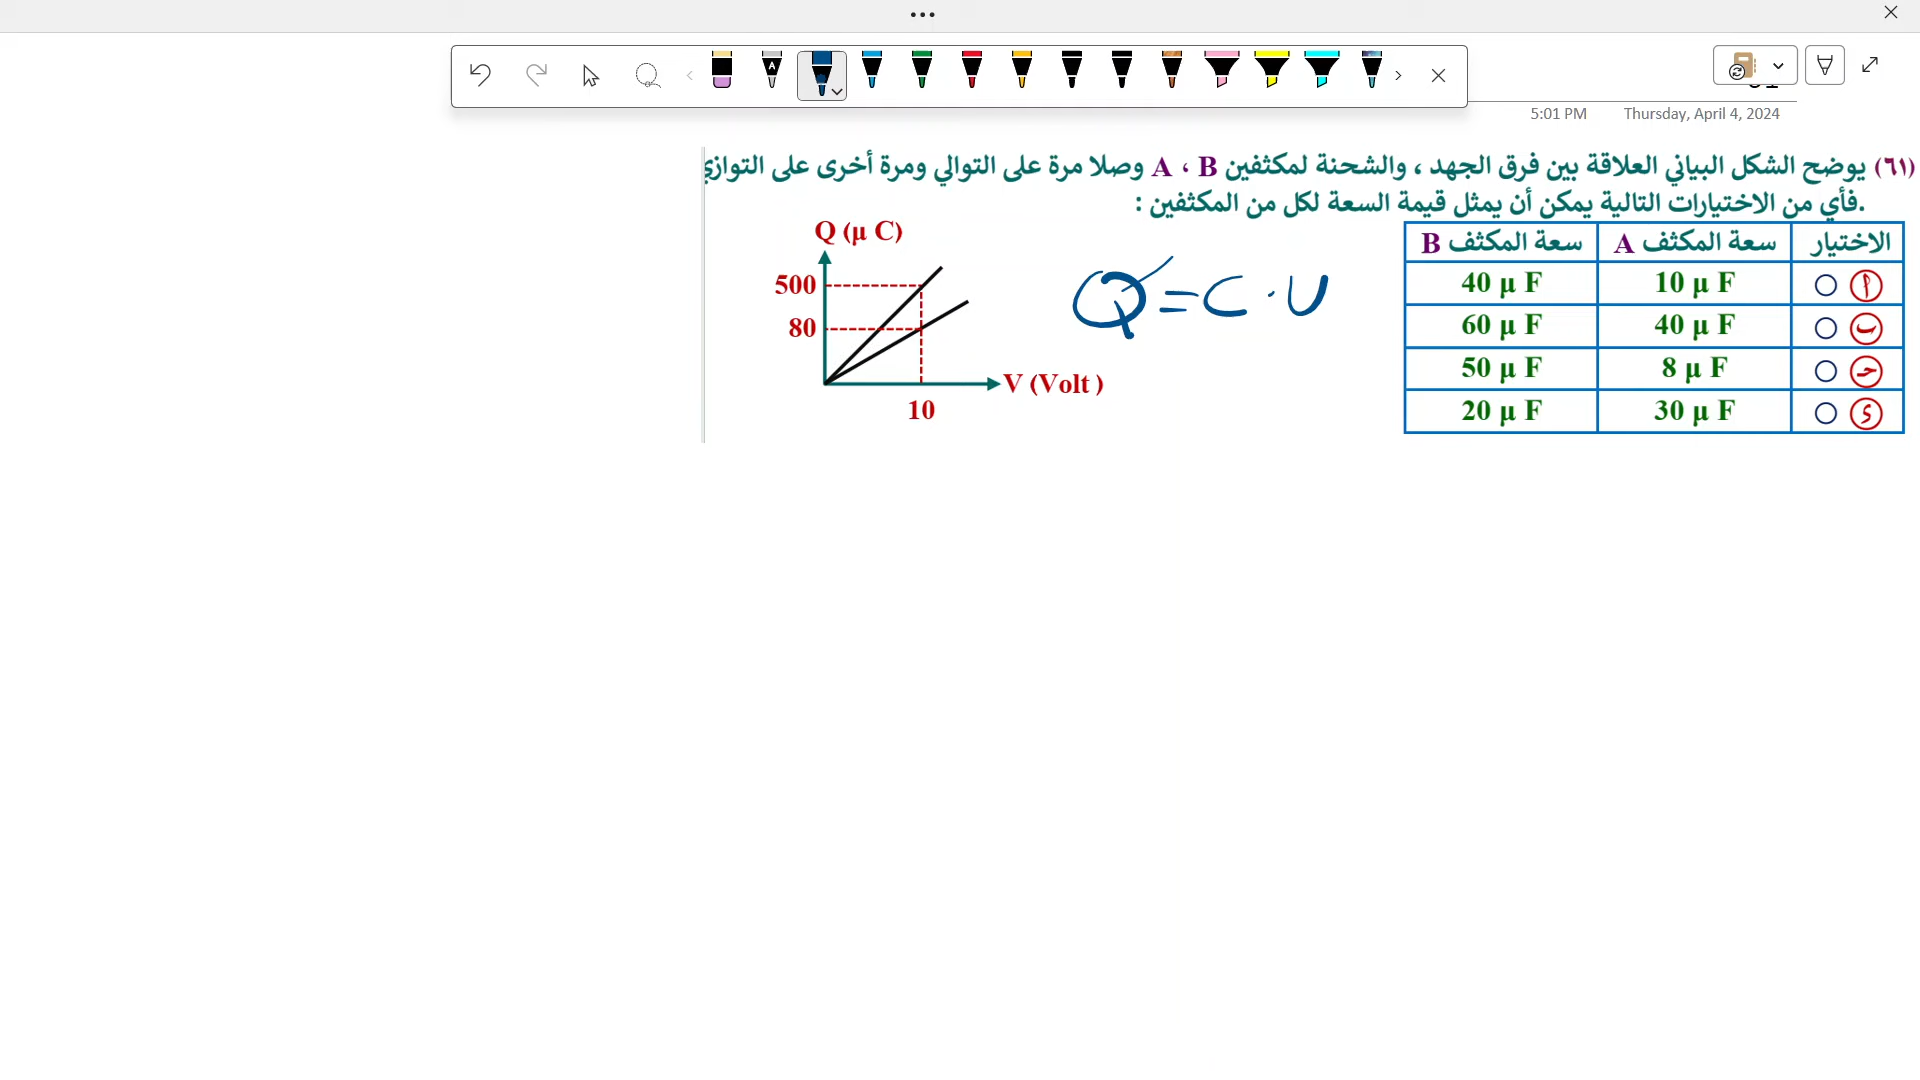 5:01 PM Thursday, April 4, 2024
(٦١) يوضح الشكل البياني العلاقة بين فرق الجهد ، والشحنة لمكثفين A ، B وصلا مرة على التوالي ومرة أخرى على التوازي
.فأي من الاختيارات التالية يمكن أن يمثل قيمة السعة لكل من المكثفين :
Q (µ C)
500
80
10
V (Volt )
Q = C · V
الاختيار سعة المكثف A سعة المكثف B
أ 10 µ F 40 µ F
ب 40 µ F 60 µ F
جـ 8 µ F 50 µ F
د 30 µ F 20 µ F